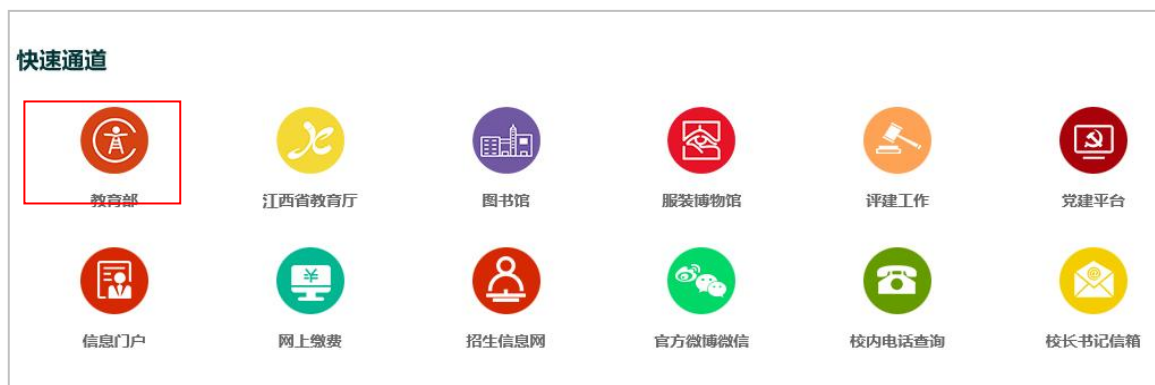 快速通道
教育部 江西省教育厅 图书馆 服装博物馆 评建工作 党建平台
信息门户 网上缴费 招生信息网 官方微博微信 校内电话查询 校长书记信箱